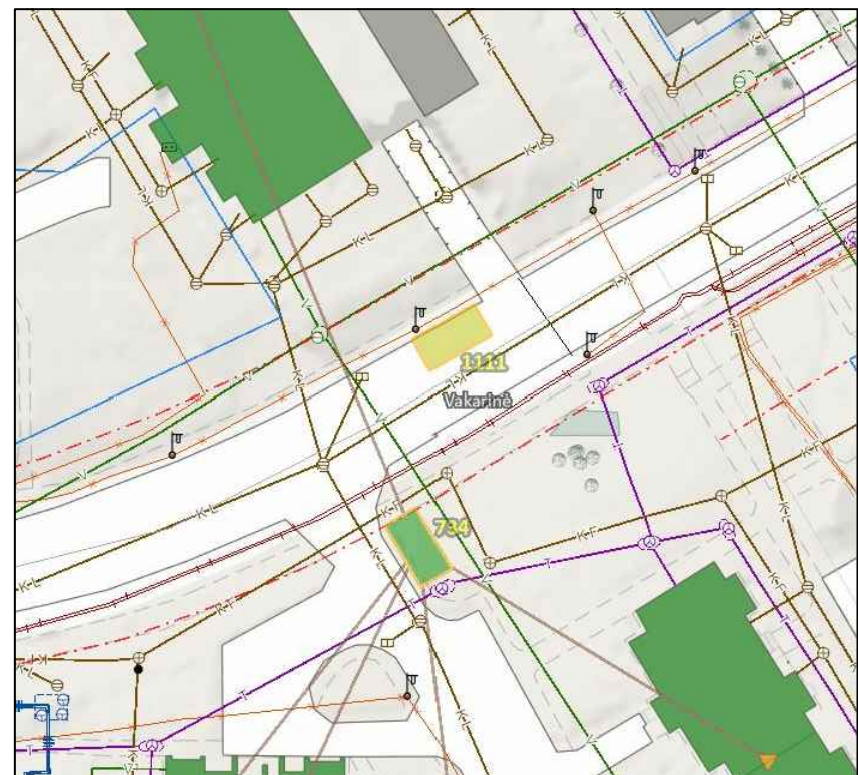 1111
Vakarinė
734
K-L
K-L
K-L
K-L
K-L
K-F
K-F
K-F
K-F
V
V
V
T
T
T
T
T